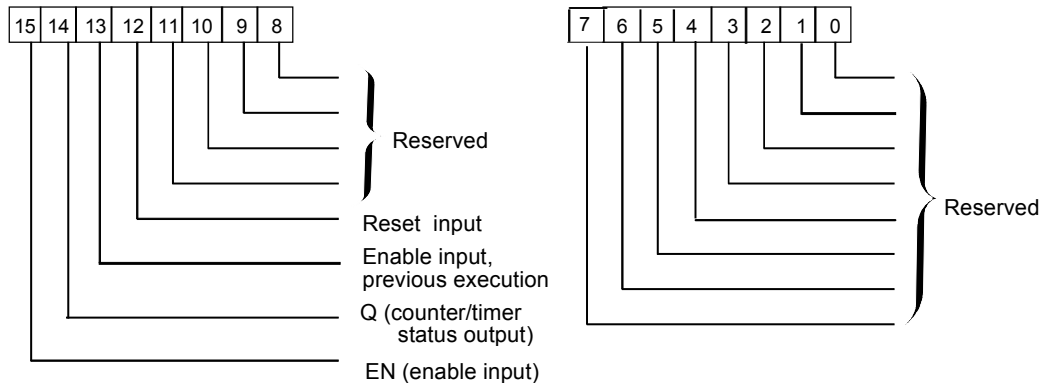 15 14 13 12 11 10 9 8
7 6 5 4 3 2 1 0
Reserved
Reset input
Enable input,
previous execution
Q (counter/timer
status output)
EN (enable input)
Reserved